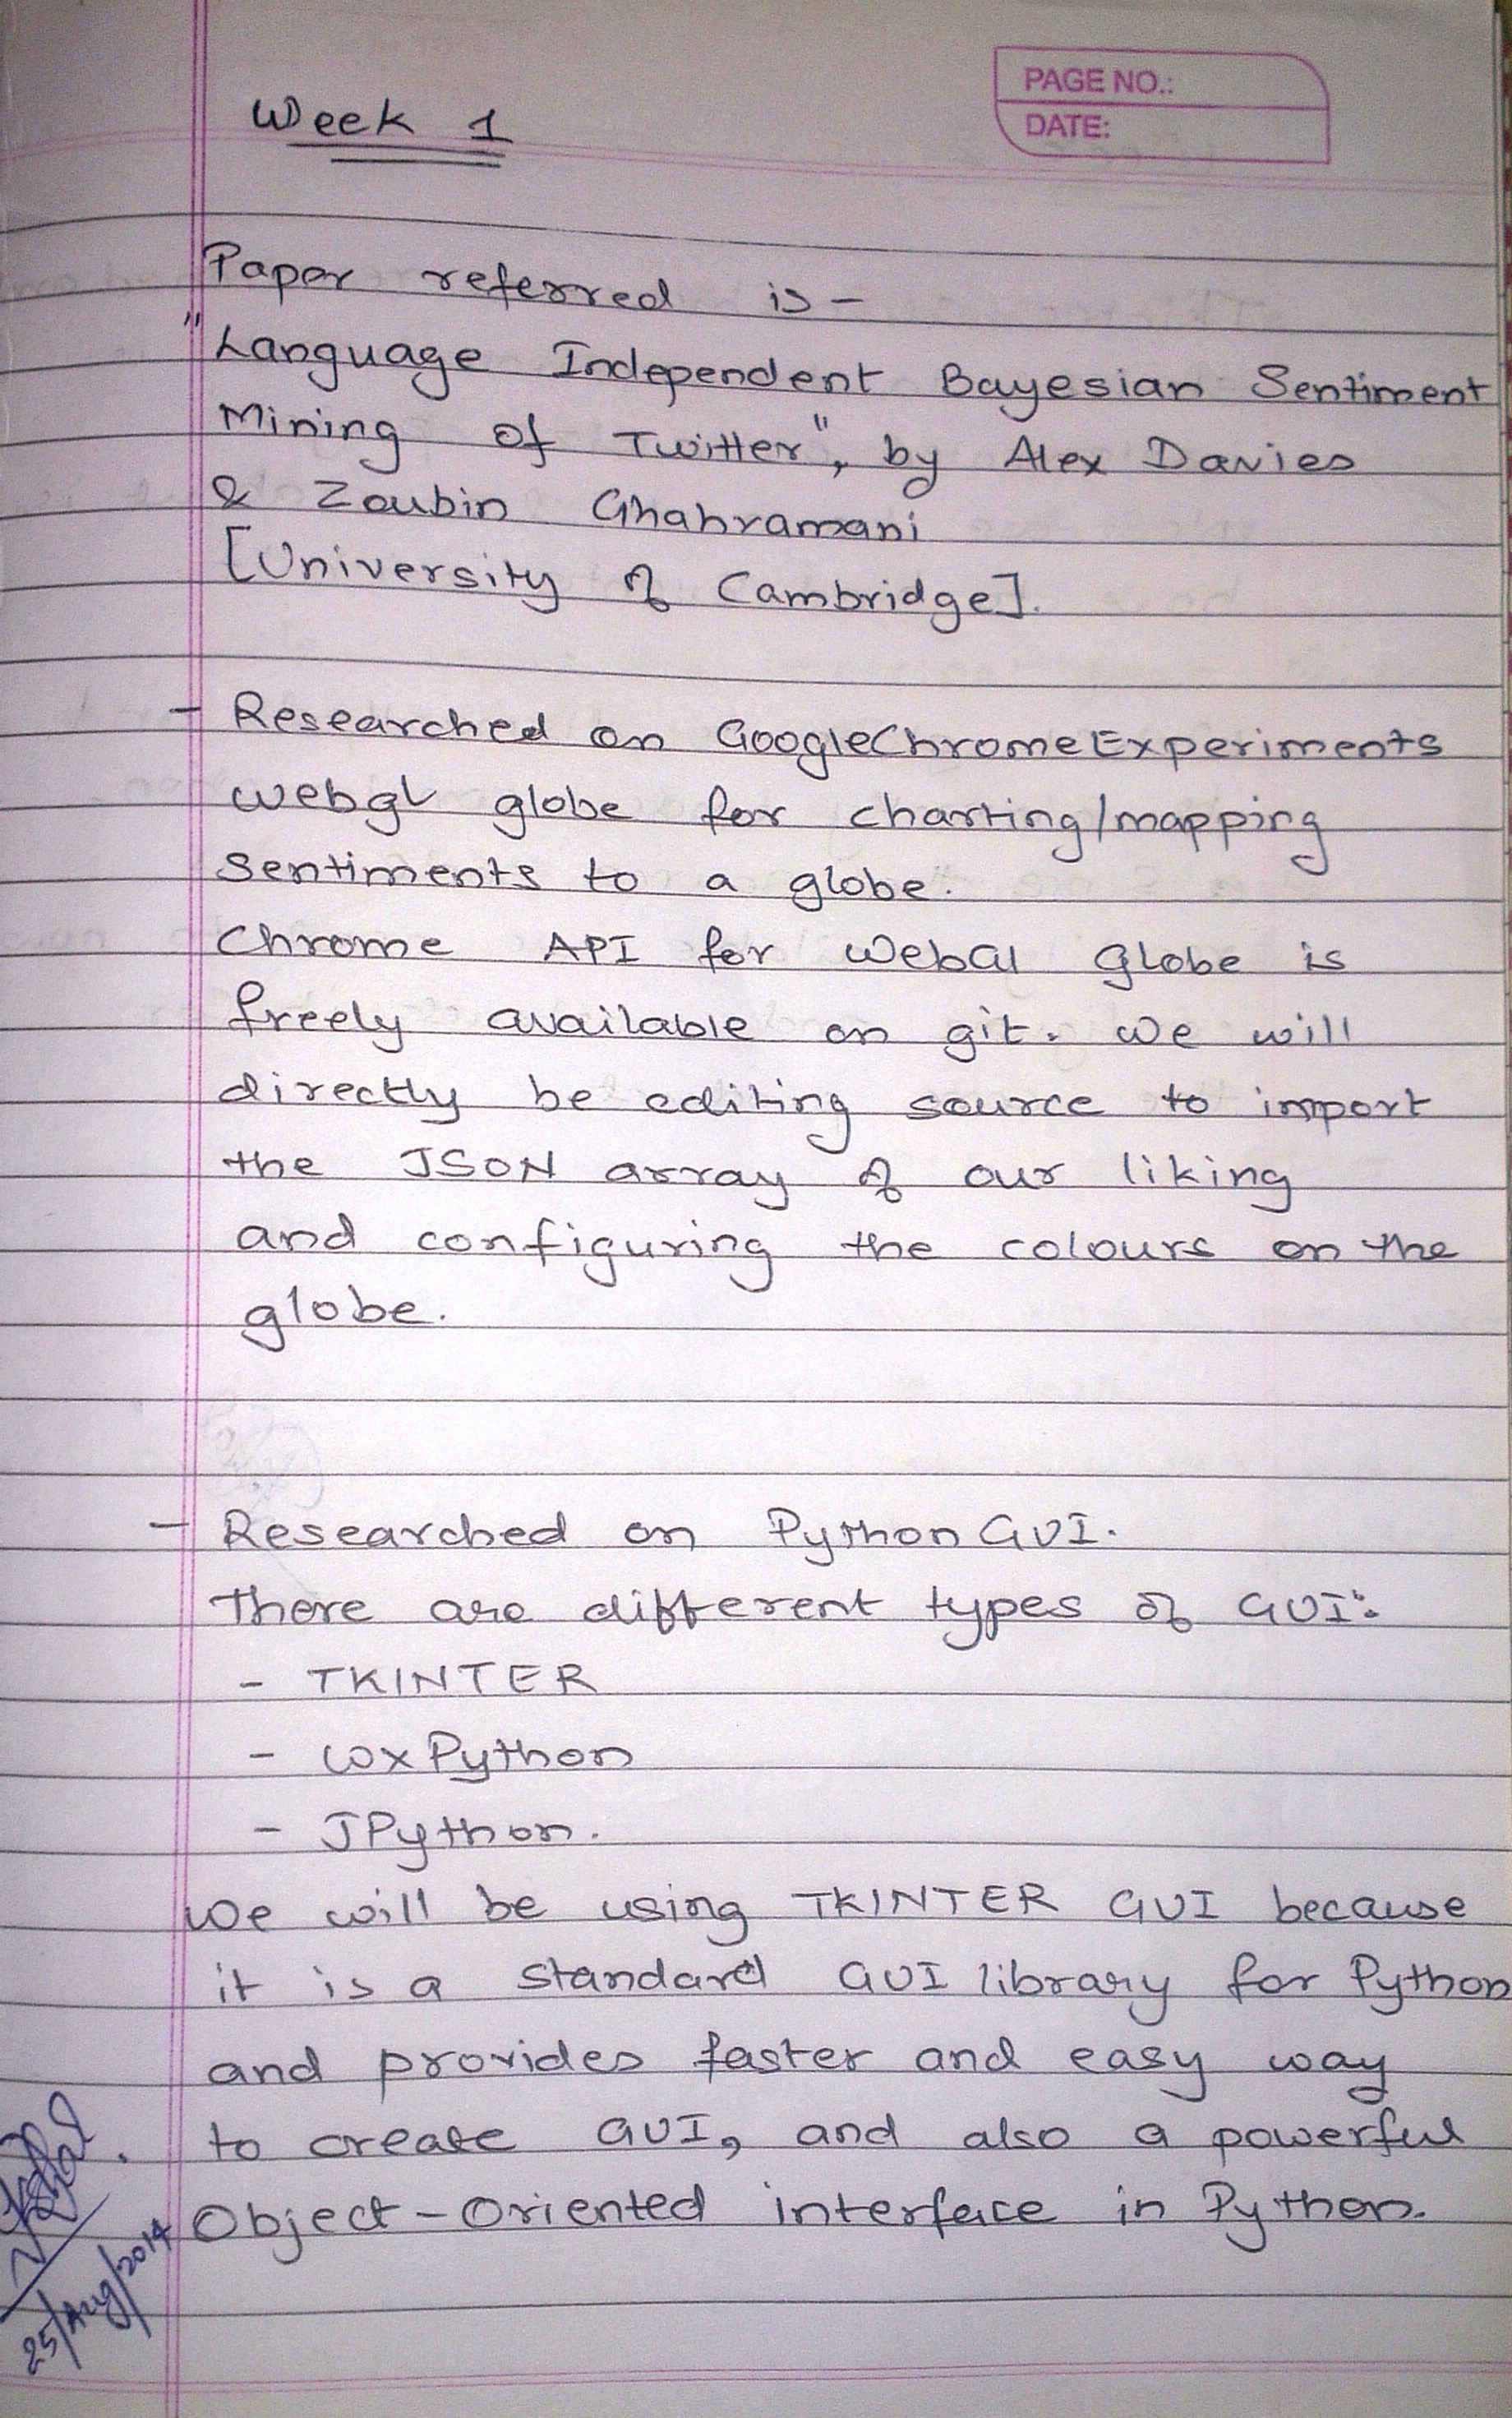 PAGE NO.:
DATE:
Week 1
Paper referred is -
"Language Independent Bayesian Sentiment
Mining of Twitter", by Alex Davies
& Zoubin Ghahramani
[University of Cambridge].
- Researched on GoogleChromeExperiments
webgl globe for charting/mapping
sentiments to a globe.
Chrome API for WebGl Globe is
freely available on git. We will
directly be editing source to import
the JSON array of our liking
and configuring the colours on the
globe.
- Researched on Python GUI.
There are different types of GUI:
- TKINTER
- wxPython
- JPython.
We will be using TKINTER GUI because
it is a standard GUI library for Python
and provides faster and easy way
to create GUI, and also a powerful
Object-Oriented interface in Python.
25/Aug/2014